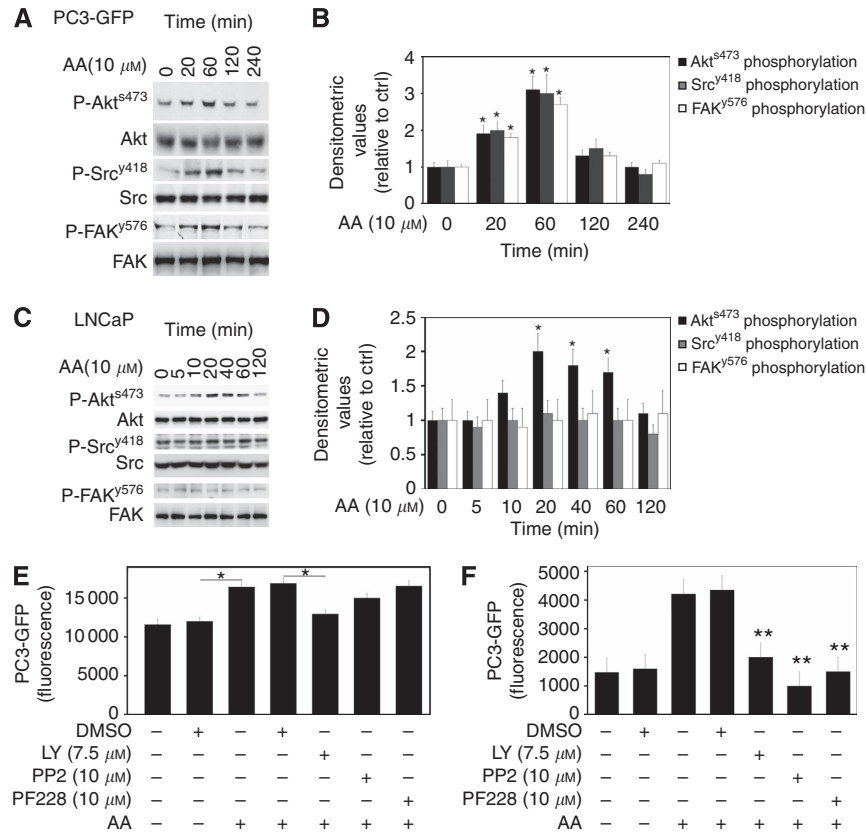 A PC3-GFP Time (min)
AA(10 μM) 0 20 60 120 240
P-Akt^s473
Akt
P-Src^y418
Src
P-FAK^y576
FAK
B
4
3
2
1
0
Densitometric
values
(relative to ctrl)
* * * * * *
AA (10 μM) 0 20 60 120 240
Time (min)
Akt^s473 phosphorylation
Src^y418 phosphorylation
FAK^y576 phosphorylation
C LNCaP Time (min)
AA(10 μM) 0 5 10 20 40 60 120
P-Akt^s473
Akt
P-Src^y418
Src
P-FAK^y576
FAK
D
2.5
2
1.5
1
0.5
0
Densitometric
values
(relative to ctrl)
* * *
AA (10 μM) 0 5 10 20 40 60 120
Time (min)
Akt^s473 phosphorylation
Src^y418 phosphorylation
FAK^y576 phosphorylation
E
PC3-GFP
(fluorescence)
15 000
10 000
5000
0
* *
DMSO – + – + – – –
LY (7.5 μM) – – – – + – –
PP2 (10 μM) – – – – – + –
PF228 (10 μM) – – – – – – +
AA – – + + + + +
F
PC3-GFP
(fluorescence)
5000
4000
3000
2000
1000
0
** ** **
DMSO – + – + – – –
LY (7.5 μM) – – – – + – –
PP2 (10 μM) – – – – – + –
PF228 (10 μM) – – – – – – +
AA – – + + + + +